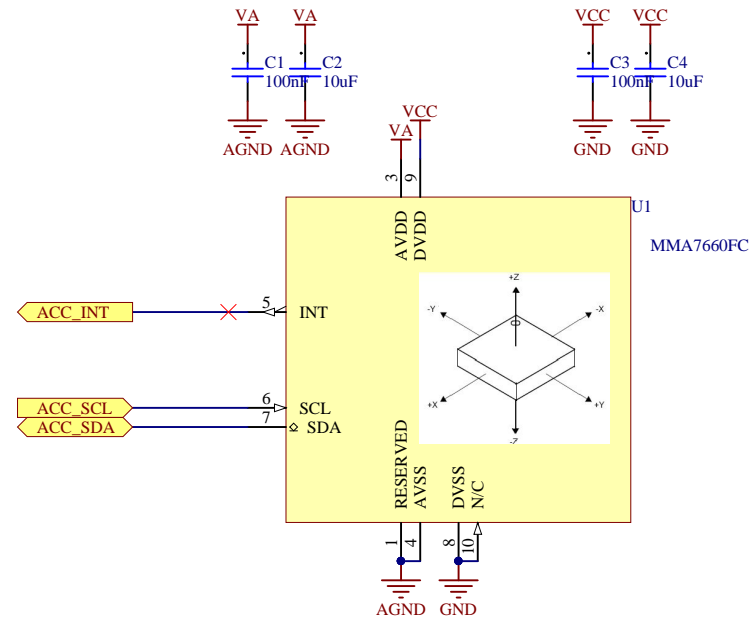 VA VA VCC VCC
C1 C2 C3 C4
100nF 10uF 100nF 10uF
AGND AGND GND GND
VCC
VA
3 9
U1
AVDD DVDD
MMA7660FC
+Z
-Y -X
0
ACC_INT 5 INT
+X +Y
-Z
ACC_SCL 6 SCL
ACC_SDA 7 SDA
RESERVED AVSS DVSS N/C
1 4 8 10
AGND GND